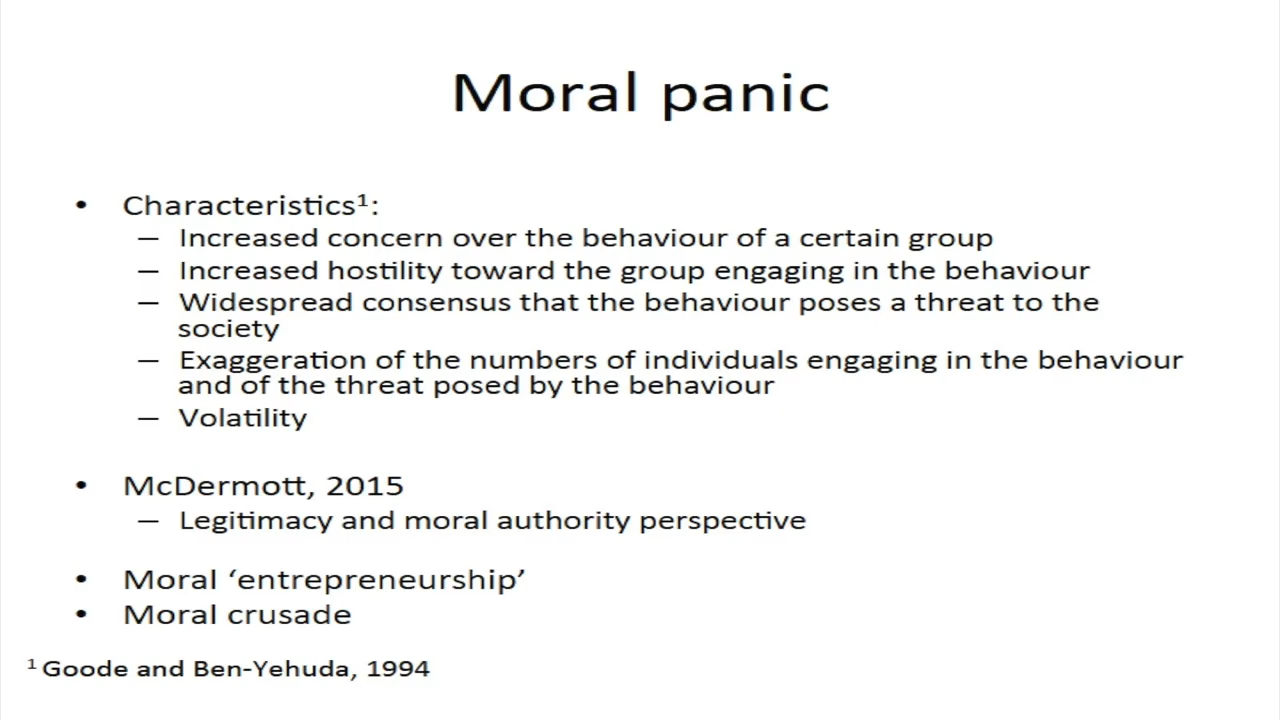 Moral panic
• Characteristics¹:
– Increased concern over the behaviour of a certain group
– Increased hostility toward the group engaging in the behaviour
– Widespread consensus that the behaviour poses a threat to the
society
– Exaggeration of the numbers of individuals engaging in the behaviour
and of the threat posed by the behaviour
– Volatility
• McDermott, 2015
– Legitimacy and moral authority perspective
• Moral ‘entrepreneurship’
• Moral crusade
¹ Goode and Ben-Yehuda, 1994